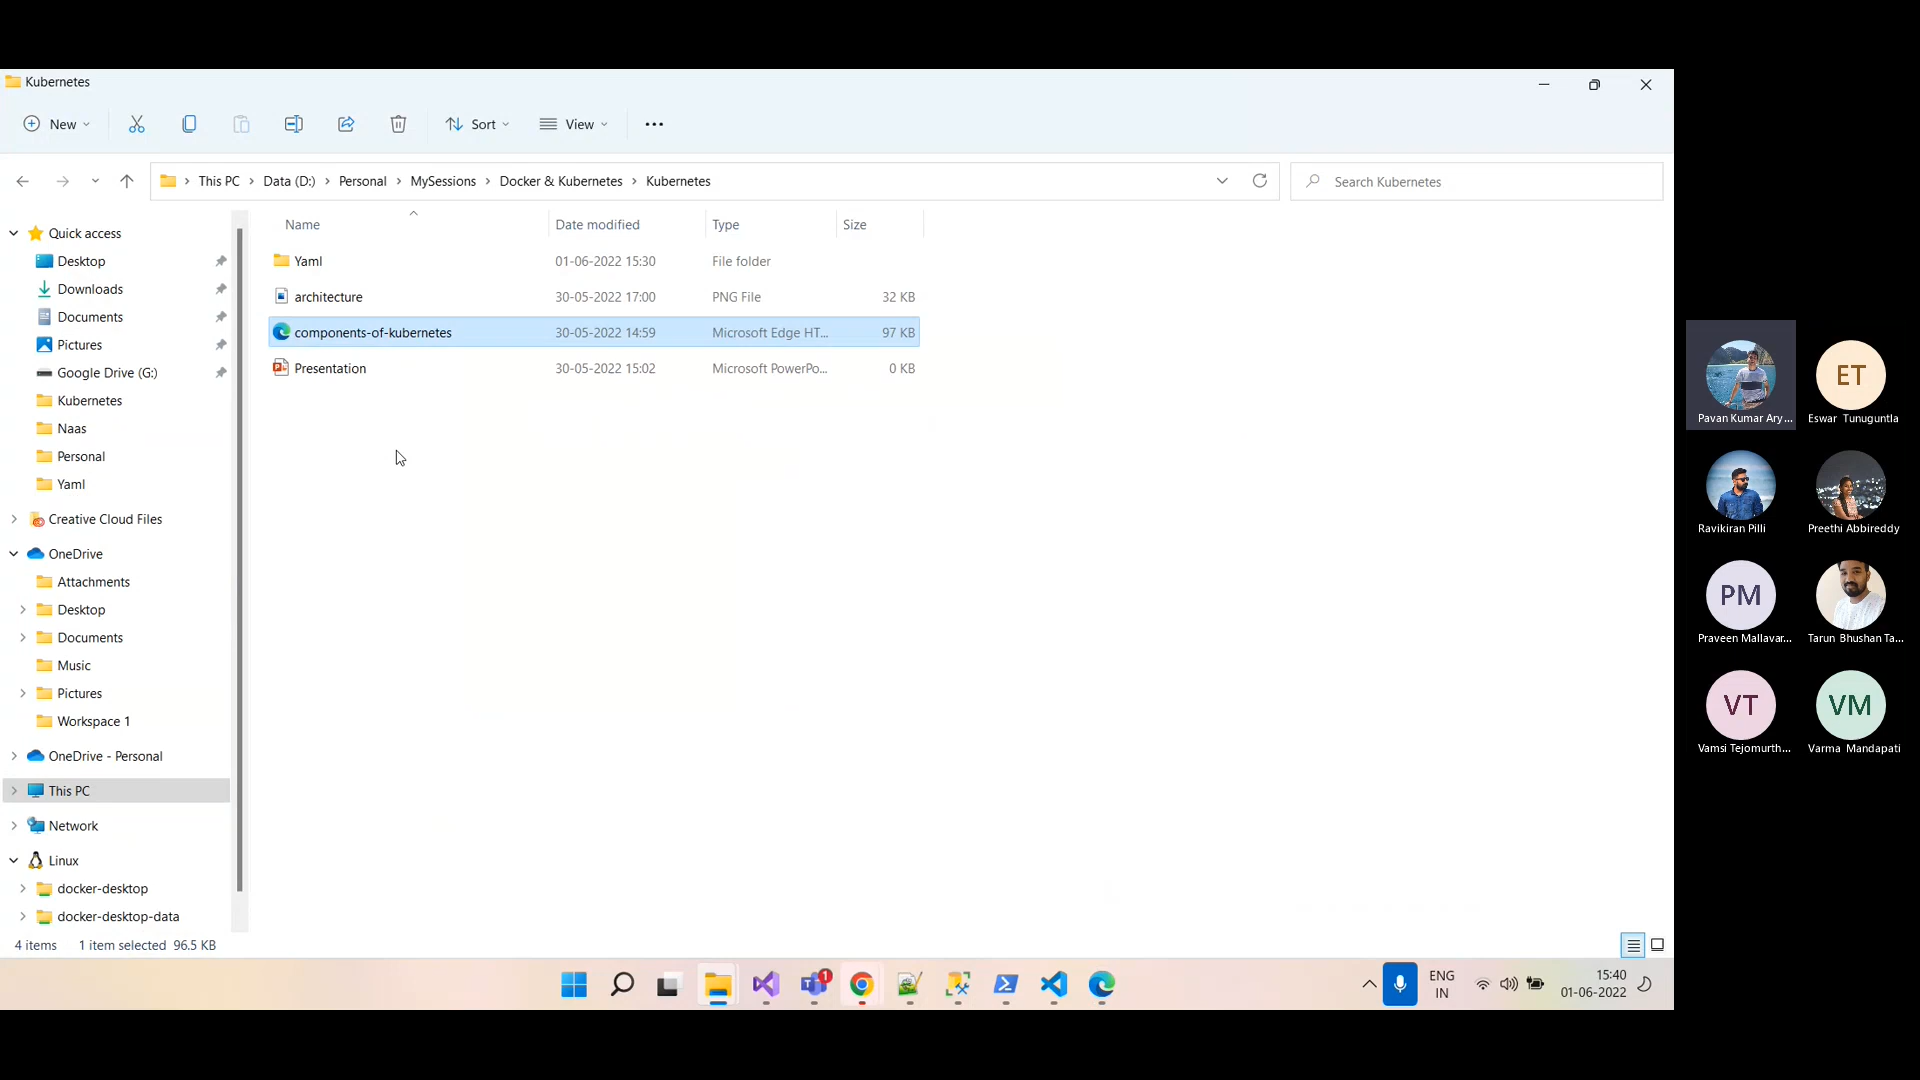 Kubernetes
New
Sort
View
This PC
Data (D:)
Personal
MySessions
Docker & Kubernetes
Kubernetes
Search Kubernetes
Name Date modified Type Size
Yaml 01-06-2022 15:30 File folder
architecture 30-05-2022 17:00 PNG File 32 KB
components-of-kubernetes 30-05-2022 14:59 Microsoft Edge HT... 97 KB
Presentation 30-05-2022 15:02 Microsoft PowerPo... 0 KB
Quick access
Desktop
Downloads
Documents
Pictures
Google Drive (G:)
Kubernetes
Naas
Personal
Yaml
Creative Cloud Files
OneDrive
Attachments
Desktop
Documents
Music
Pictures
Workspace 1
OneDrive - Personal
This PC
Network
Linux
docker-desktop
docker-desktop-data
4 items 1 item selected 96.5 KB
1
ENG
IN
15:40
01-06-2022
Pavan Kumar Ary...
ET
Eswar Tunuguntla
Ravikiran Pilli
Preethi Abbireddy
PM
Praveen Mallavar...
Tarun Bhushan Ta...
VT
Vamsi Tejomurth...
VM
Varma Mandapati